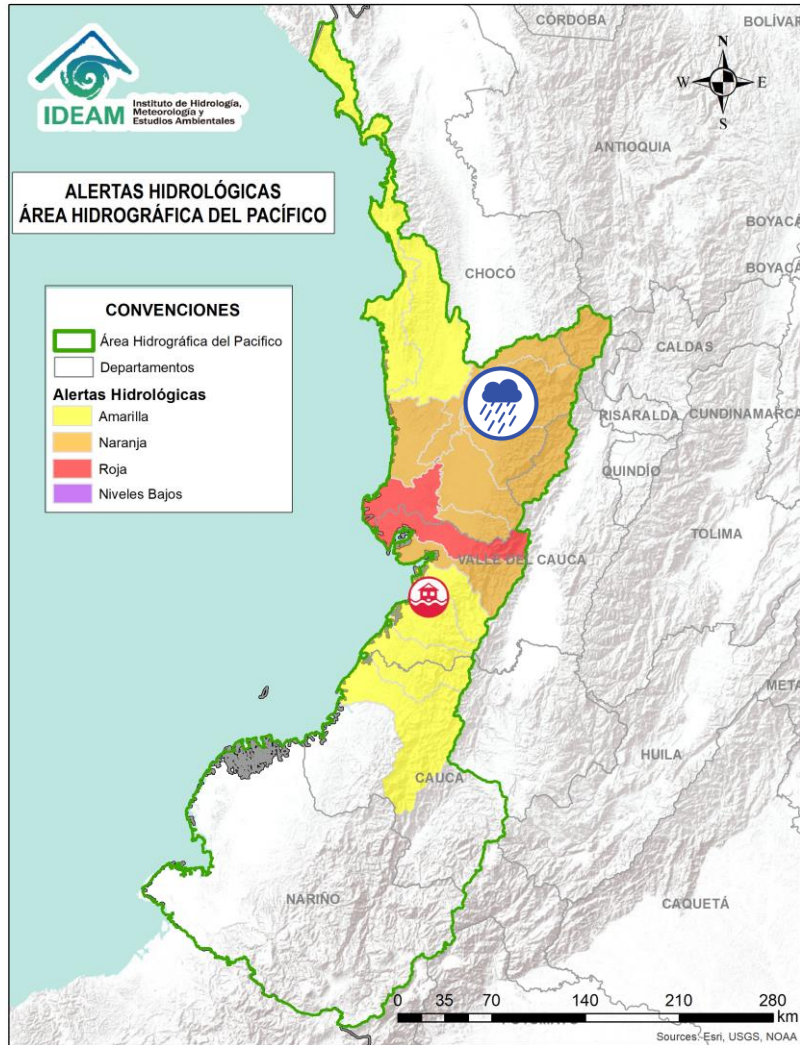 IDEAM
Instituto de Hidrología,
Meteorología y
Estudios Ambientales
ALERTAS HIDROLÓGICAS
ÁREA HIDROGRÁFICA DEL PACÍFICO
CONVENCIONES
Área Hidrográfica del Pacifico
Departamentos
Alertas Hidrológicas
Amarilla
Naranja
Roja
Niveles Bajos
CÓRDOBA
BOLÍVAR
N
W
E
S
ANTIOQUIA
BOYACÁ
BOYACÁ
CHOCÓ
CALDAS
RISARALDA
CUNDINAMARCA
QUINDÍO
TOLIMA
VALLE DEL CAUCA
META
HUILA
CAUCA
NARIÑO
CAQUETÁ
0 35 70 140 210 280
km
Sources: Esri, USGS, NOAA